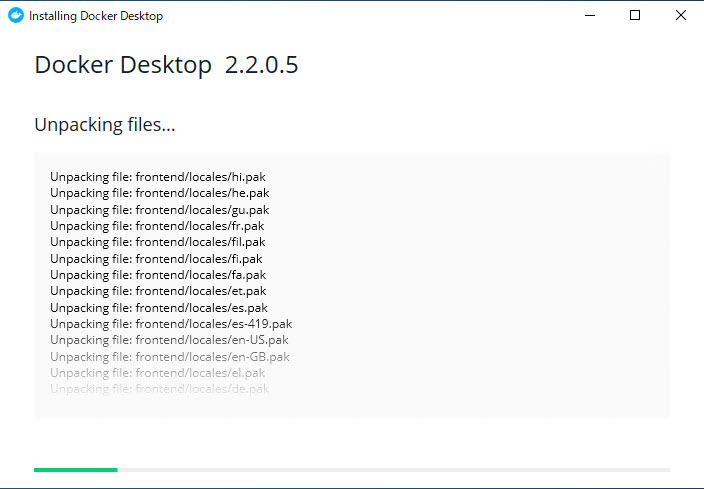 Installing Docker Desktop
Docker Desktop 2.2.0.5
Unpacking files...
Unpacking file: frontend/locales/hi.pak
Unpacking file: frontend/locales/he.pak
Unpacking file: frontend/locales/gu.pak
Unpacking file: frontend/locales/fr.pak
Unpacking file: frontend/locales/fil.pak
Unpacking file: frontend/locales/fi.pak
Unpacking file: frontend/locales/fa.pak
Unpacking file: frontend/locales/et.pak
Unpacking file: frontend/locales/es.pak
Unpacking file: frontend/locales/es-419.pak
Unpacking file: frontend/locales/en-US.pak
Unpacking file: frontend/locales/en-GB.pak
Unpacking file: frontend/locales/el.pak
Unpacking file: frontend/locales/de.pak